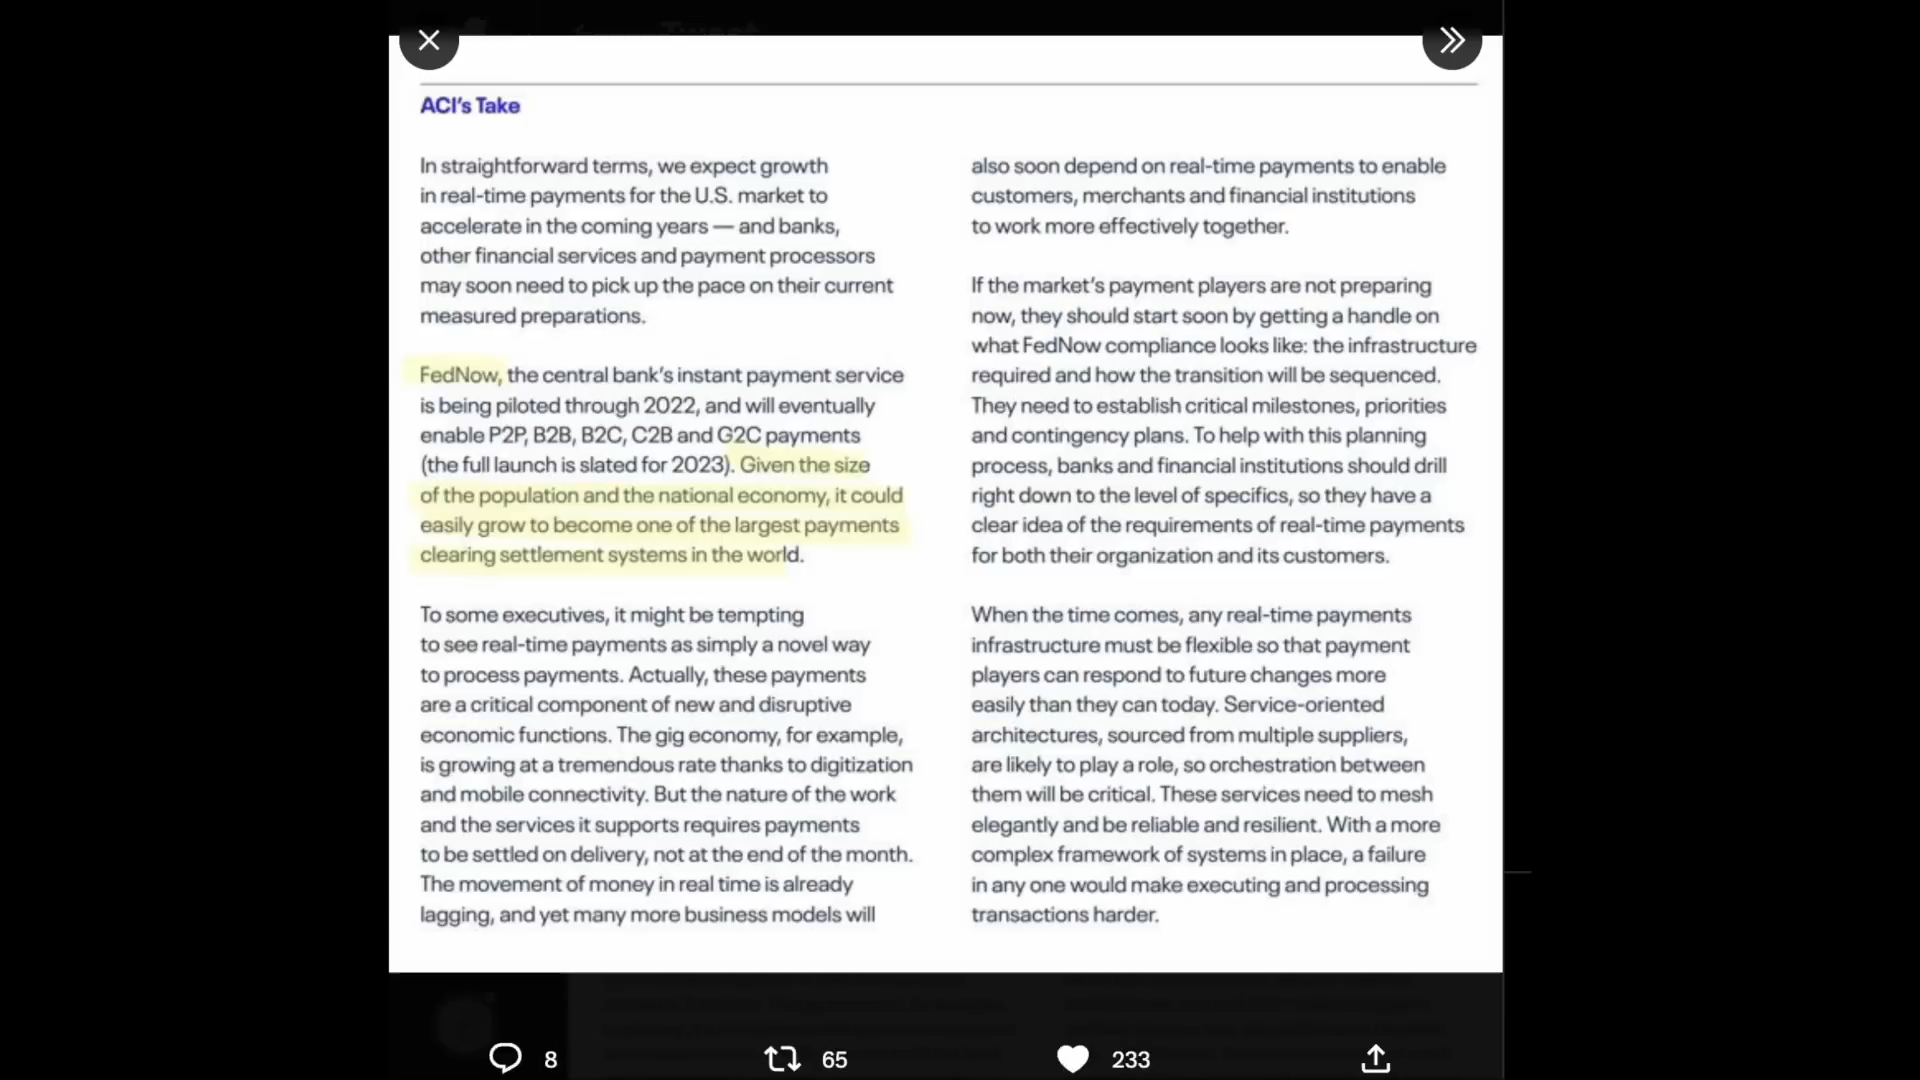 ACI's Take
In straightforward terms, we expect growth
in real-time payments for the U.S. market to
accelerate in the coming years — and banks,
other financial services and payment processors
may soon need to pick up the pace on their current
measured preparations.
FedNow, the central bank's instant payment service
is being piloted through 2022, and will eventually
enable P2P, B2B, B2C, C2B and G2C payments
(the full launch is slated for 2023). Given the size
of the population and the national economy, it could
easily grow to become one of the largest payments
clearing settlement systems in the world.
To some executives, it might be tempting
to see real-time payments as simply a novel way
to process payments. Actually, these payments
are a critical component of new and disruptive
economic functions. The gig economy, for example,
is growing at a tremendous rate thanks to digitization
and mobile connectivity. But the nature of the work
and the services it supports requires payments
to be settled on delivery, not at the end of the month.
The movement of money in real time is already
lagging, and yet many more business models will
also soon depend on real-time payments to enable
customers, merchants and financial institutions
to work more effectively together.
If the market's payment players are not preparing
now, they should start soon by getting a handle on
what FedNow compliance looks like: the infrastructure
required and how the transition will be sequenced.
They need to establish critical milestones, priorities
and contingency plans. To help with this planning
process, banks and financial institutions should drill
right down to the level of specifics, so they have a
clear idea of the requirements of real-time payments
for both their organization and its customers.
When the time comes, any real-time payments
infrastructure must be flexible so that payment
players can respond to future changes more
easily than they can today. Service-oriented
architectures, sourced from multiple suppliers,
are likely to play a role, so orchestration between
them will be critical. These services need to mesh
elegantly and be reliable and resilient. With a more
complex framework of systems in place, a failure
in any one would make executing and processing
transactions harder.
8 65 233